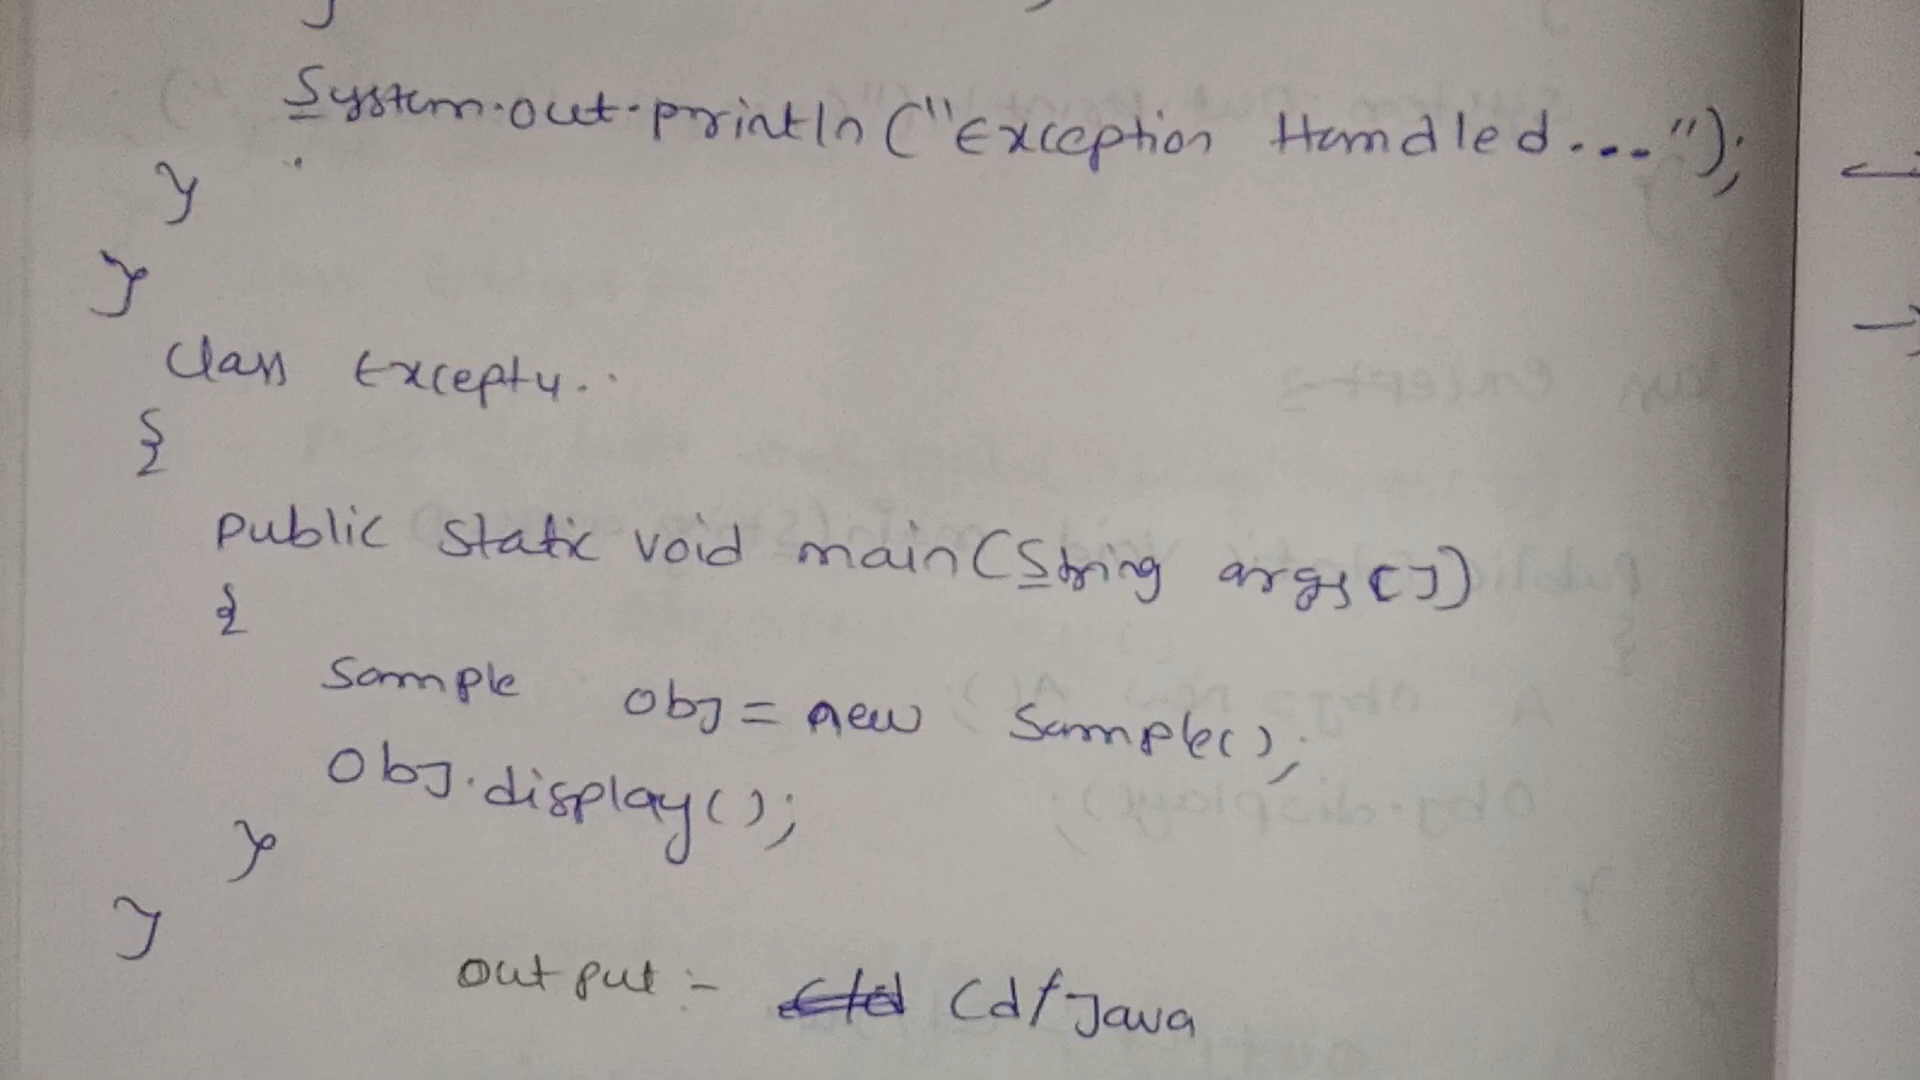 }
System.out.println("Exception Handled...");
}
}
Class Except4..
{
public static void main(String args[])
{
Sample obj = new Sample();
Obj.display();
}
}
output :- Cd/Java